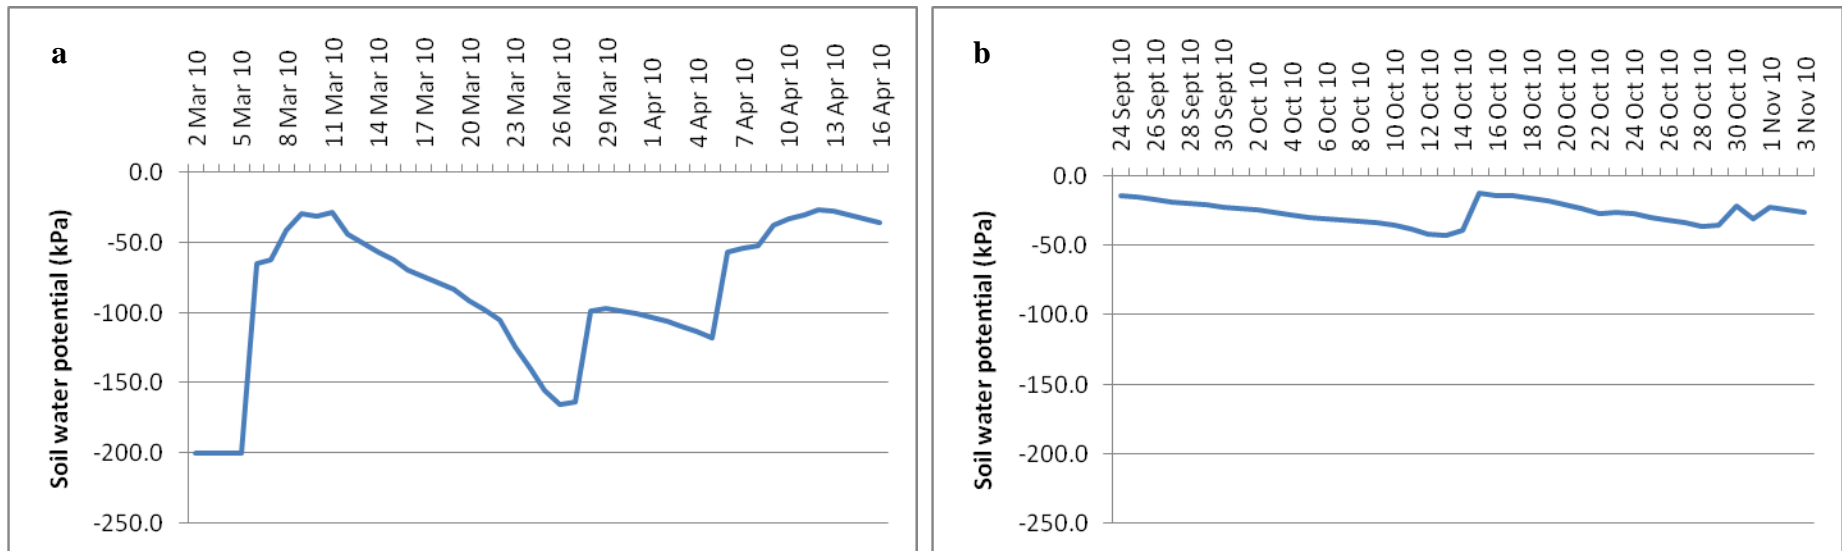 a
2 Mar 10
5 Mar 10
8 Mar 10
11 Mar 10
14 Mar 10
17 Mar 10
20 Mar 10
23 Mar 10
26 Mar 10
29 Mar 10
1 Apr 10
4 Apr 10
7 Apr 10
10 Apr 10
13 Apr 10
16 Apr 10
Soil water potential (kPa)
0.0
-50.0
-100.0
-150.0
-200.0
-250.0
b
24 Sept 10
26 Sept 10
28 Sept 10
30 Sept 10
2 Oct 10
4 Oct 10
6 Oct 10
8 Oct 10
10 Oct 10
12 Oct 10
14 Oct 10
16 Oct 10
18 Oct 10
20 Oct 10
22 Oct 10
24 Oct 10
26 Oct 10
28 Oct 10
30 Oct 10
1 Nov 10
3 Nov 10
Soil water potential (kPa)
0.0
-50.0
-100.0
-150.0
-200.0
-250.0